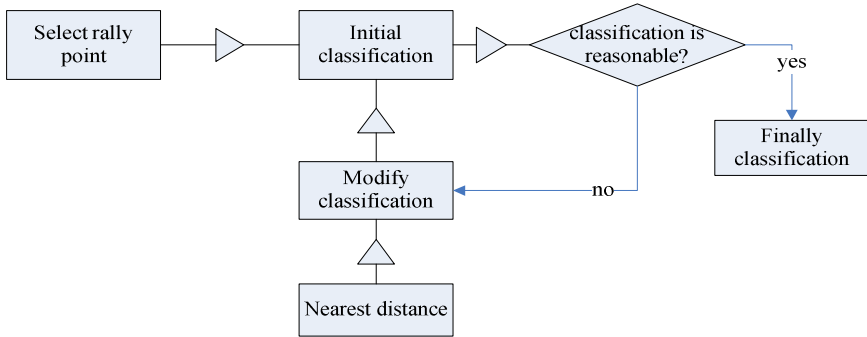 Select rally
point
Initial
classification
classification is
reasonable?
yes
Finally
classification
Modify
classification
no
Nearest distance